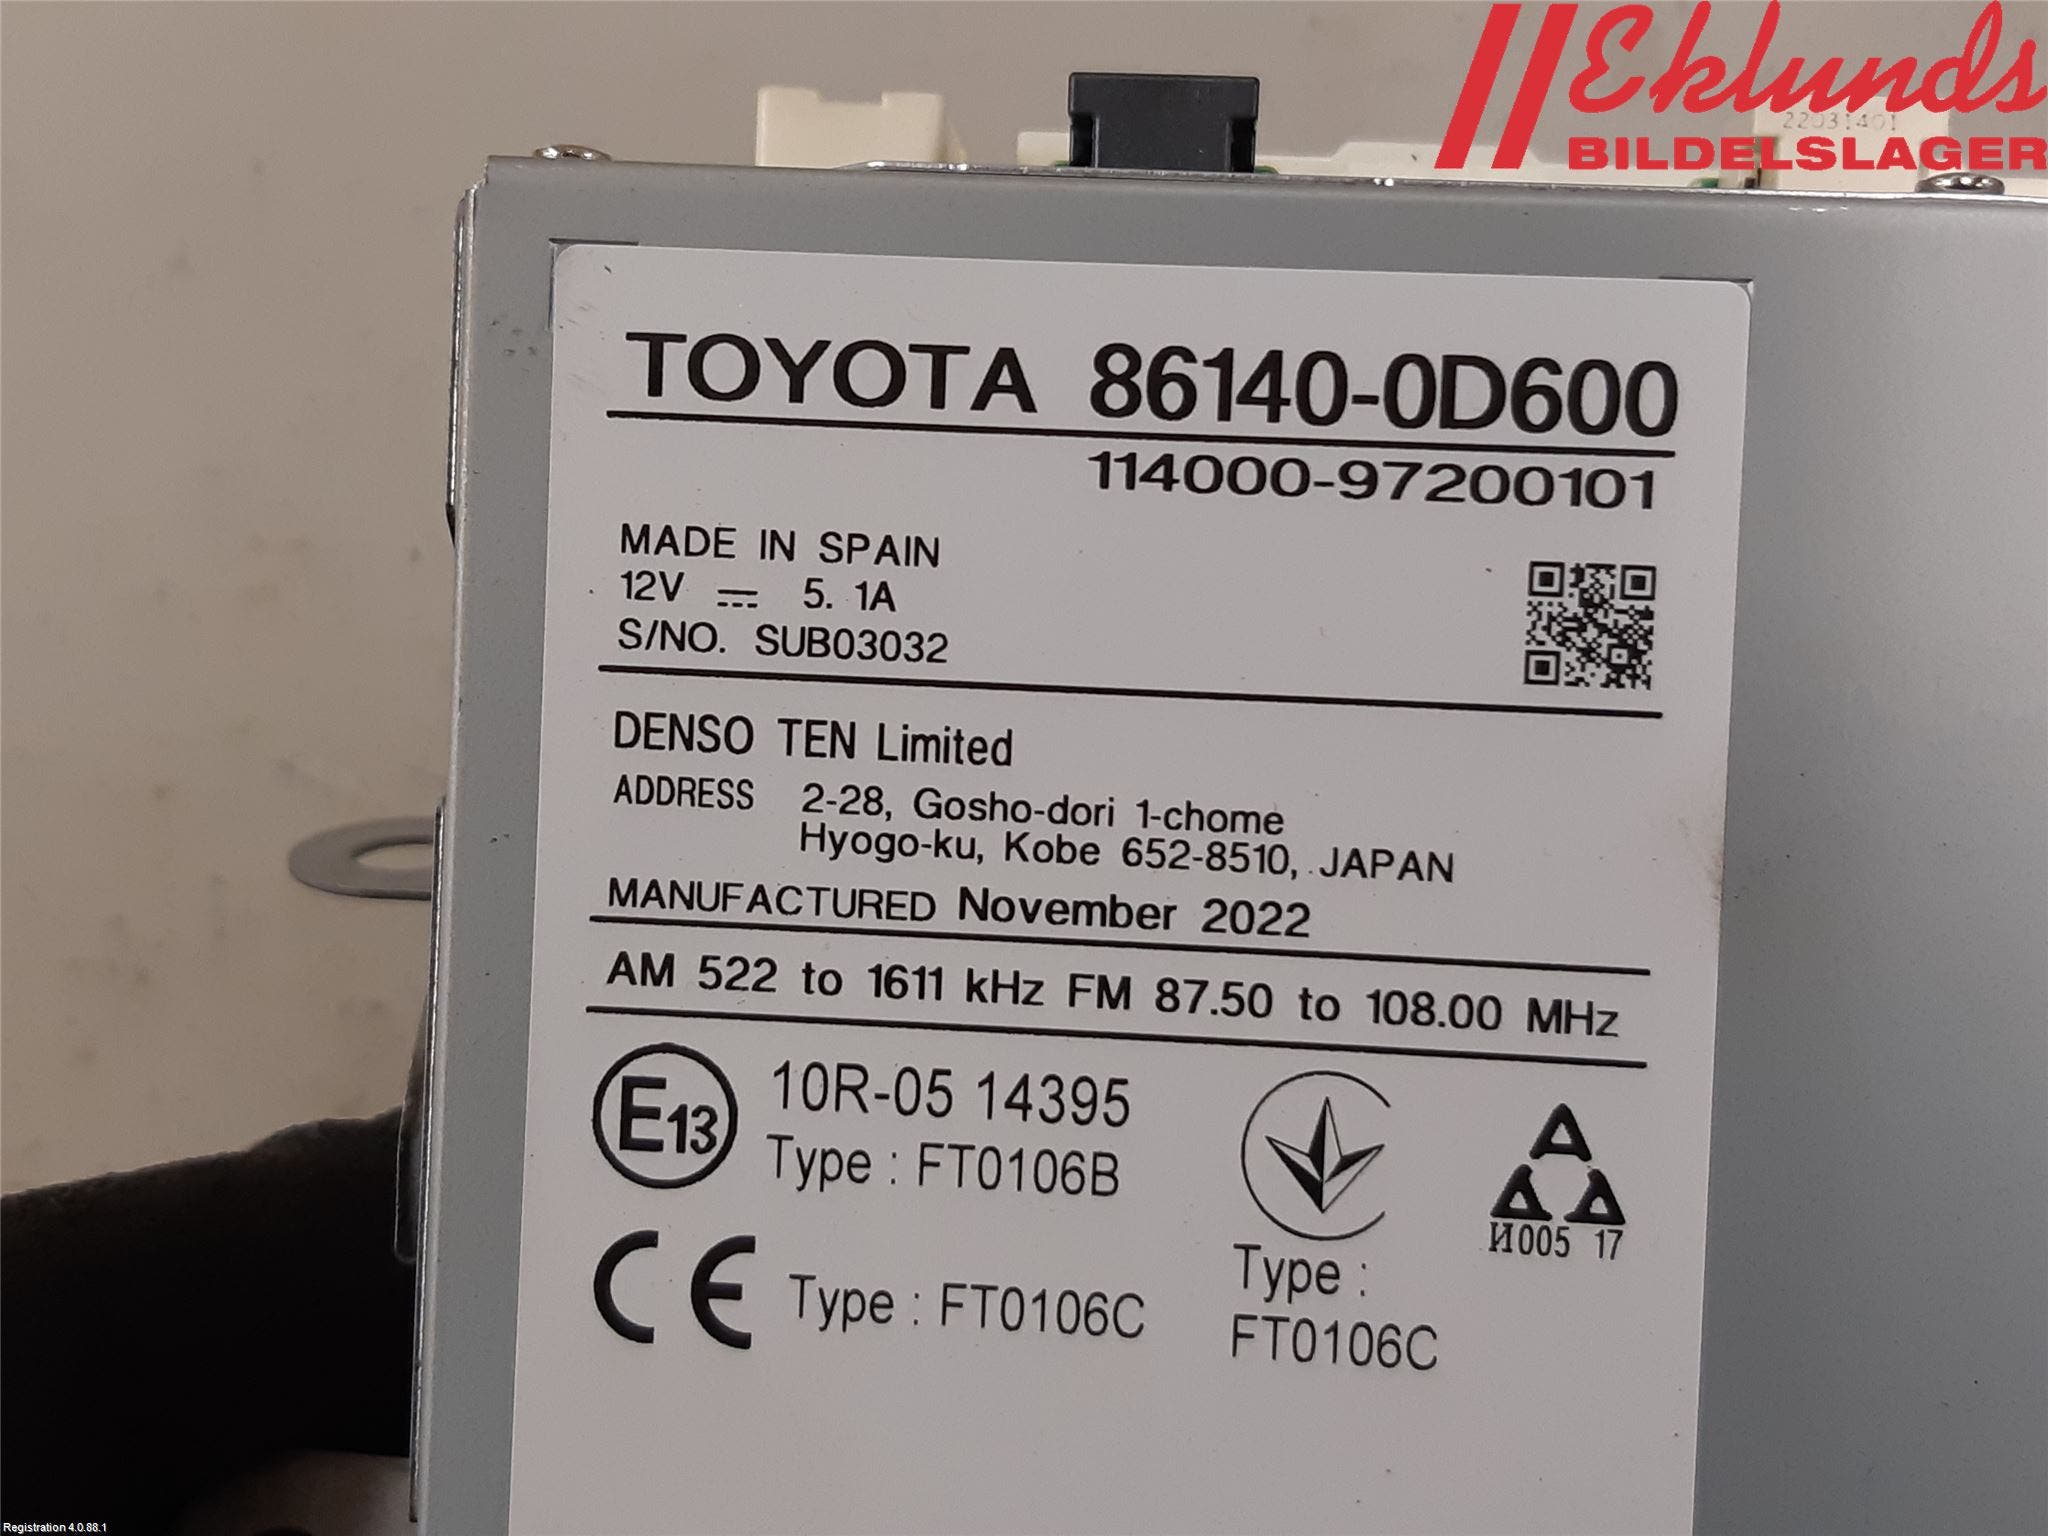 Eklunds
BILDELSLAGER
22031401
TOYOTA 86140-0D600
114000-97200101
MADE IN SPAIN
12V 5. 1A
S/NO. SUB03032
DENSO TEN Limited
ADDRESS 2-28, Gosho-dori 1-chome
Hyogo-ku, Kobe 652-8510, JAPAN
MANUFACTURED November 2022
AM 522 to 1611 kHz FM 87.50 to 108.00 MHz
E13 10R-05 14395
Type : FT0106B
CE Type : FT0106C
Type :
FT0106C
И005 17
Registration 4.0.88.1